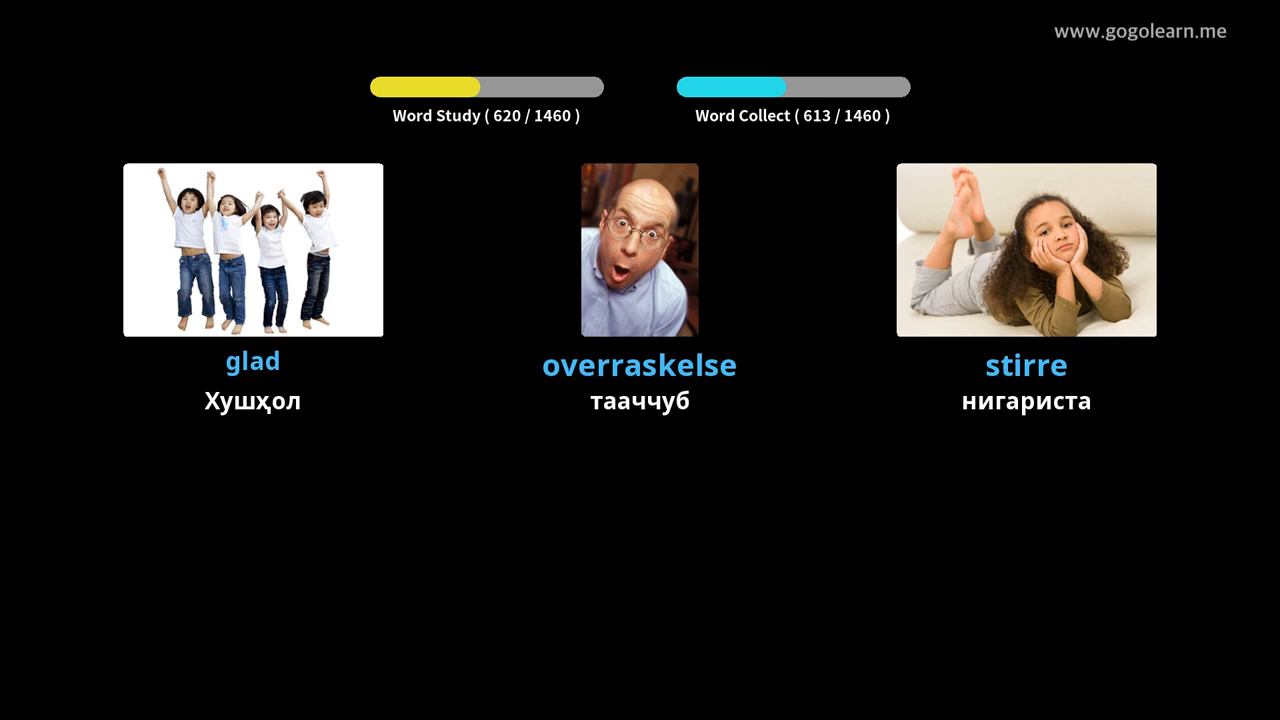 www.gogolearn.me
Word Study ( 620 / 1460 )
Word Collect ( 613 / 1460 )
glad
Хушҳол
overraskelse
тааччуб
stirre
нигариста